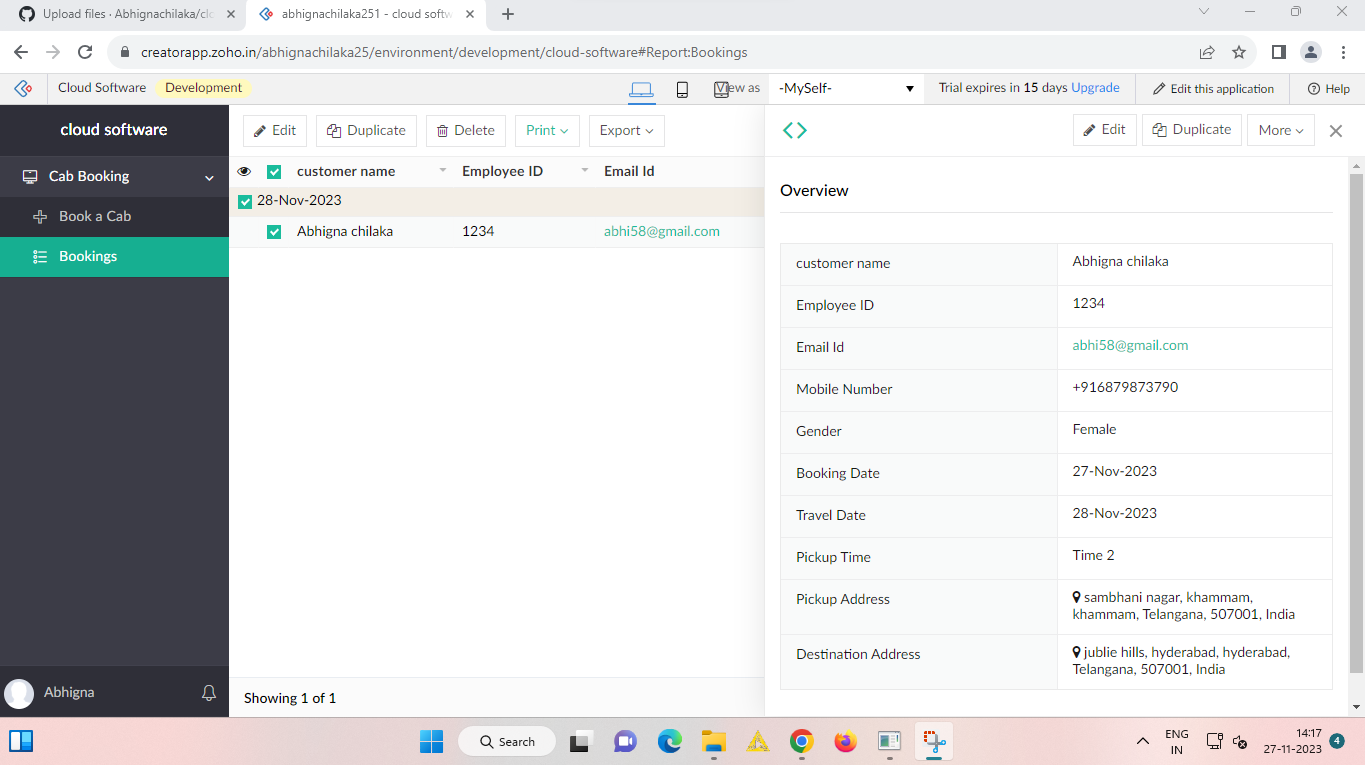 Upload files · Abhignachilaka/clo
abhignachilaka251 - cloud softw
creatorapp.zoho.in/abhignachilaka25/environment/development/cloud-software#Report:Bookings
Cloud Software Development
View as -MySelf-
Trial expires in 15 days Upgrade
Edit this application
Help
cloud software
Cab Booking
Book a Cab
Bookings
Abhigna
Edit Duplicate Delete Print Export
customer name Employee ID Email Id
28-Nov-2023
Abhigna chilaka 1234 abhi58@gmail.com
Showing 1 of 1
Edit Duplicate More
Overview
customer name Abhigna chilaka
Employee ID 1234
Email Id abhi58@gmail.com
Mobile Number +916879873790
Gender Female
Booking Date 27-Nov-2023
Travel Date 28-Nov-2023
Pickup Time Time 2
Pickup Address sambhani nagar, khammam,
khammam, Telangana, 507001, India
Destination Address jublie hills, hyderabad, hyderabad,
Telangana, 507001, India
Search
ENG
IN
14:17
27-11-2023
4